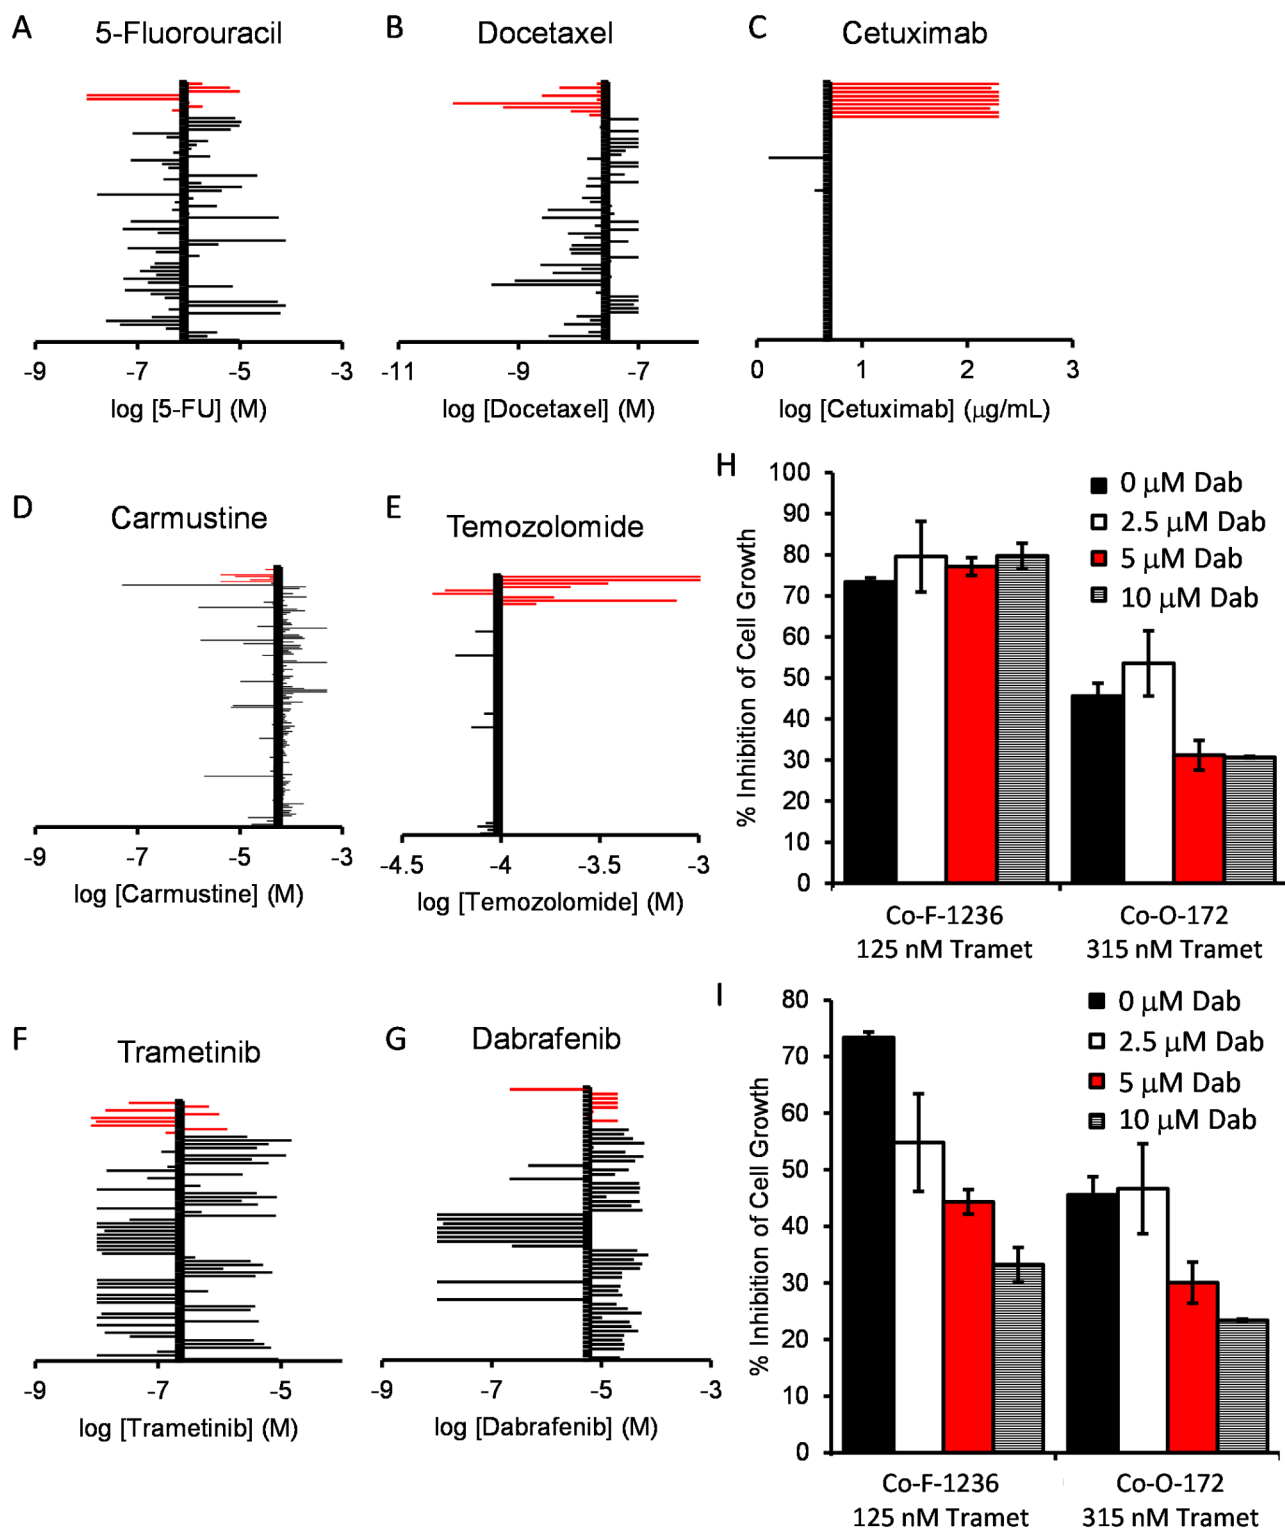 A
5-Fluorouracil
-9 -7 -5 -3
log [5-FU] (M)
B
Docetaxel
-11 -9 -7
log [Docetaxel] (M)
C
Cetuximab
0 1 2 3
log [Cetuximab] (μg/mL)
D
Carmustine
-9 -7 -5 -3
log [Carmustine] (M)
E
Temozolomide
-4.5 -4 -3.5 -3
log [Temozolomide] (M)
H
% Inhibition of Cell Growth
100
90
80
70
60
50
40
30
20
10
0
0 μM Dab
2.5 μM Dab
5 μM Dab
10 μM Dab
Co-F-1236
125 nM Tramet
Co-O-172
315 nM Tramet
F
Trametinib
-9 -7 -5
log [Trametinib] (M)
G
Dabrafenib
-9 -7 -5 -3
log [Dabrafenib] (M)
I
% Inhibition of Cell Growth
80
70
60
50
40
30
20
10
0
0 μM Dab
2.5 μM Dab
5 μM Dab
10 μM Dab
Co-F-1236
125 nM Tramet
Co-O-172
315 nM Tramet